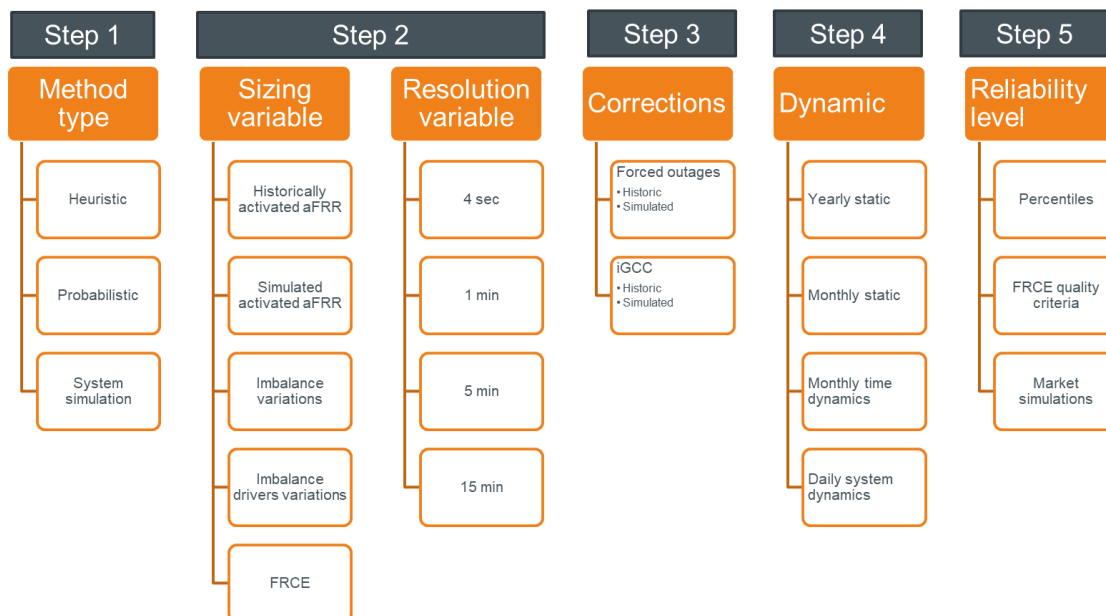 Step 1
Step 2
Step 3
Step 4
Step 5
Method
type
Sizing
variable
Resolution
variable
Corrections
Dynamic
Reliability
level
Heuristic
Probabilistic
System
simulation
Historically
activated aFRR
Simulated
activated aFRR
Imbalance
variations
Imbalance
drivers variations
FRCE
4 sec
1 min
5 min
15 min
Forced outages
• Historic
• Simulated
iGCC
• Historic
• Simulated
Yearly static
Monthly static
Monthly time
dynamics
Daily system
dynamics
Percentiles
FRCE quality
criteria
Market
simulations